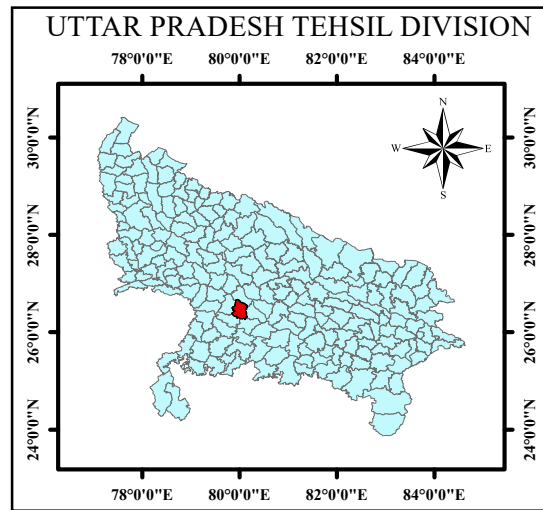 UTTAR PRADESH TEHSIL DIVISION
78°0'0"E 80°0'0"E 82°0'0"E 84°0'0"E
N
W E
S
30°0'0"N 30°0'0"N
28°0'0"N 28°0'0"N
26°0'0"N 26°0'0"N
24°0'0"N 24°0'0"N
78°0'0"E 80°0'0"E 82°0'0"E 84°0'0"E